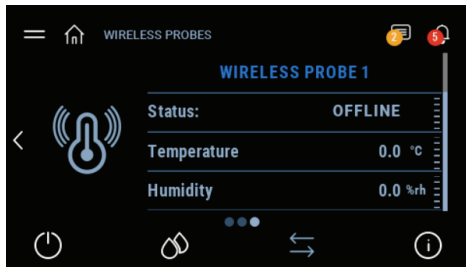 WIRELESS PROBES
2
5
WIRELESS PROBE 1
Status: OFFLINE
Temperature 0.0 °C
Humidity 0.0 %rh